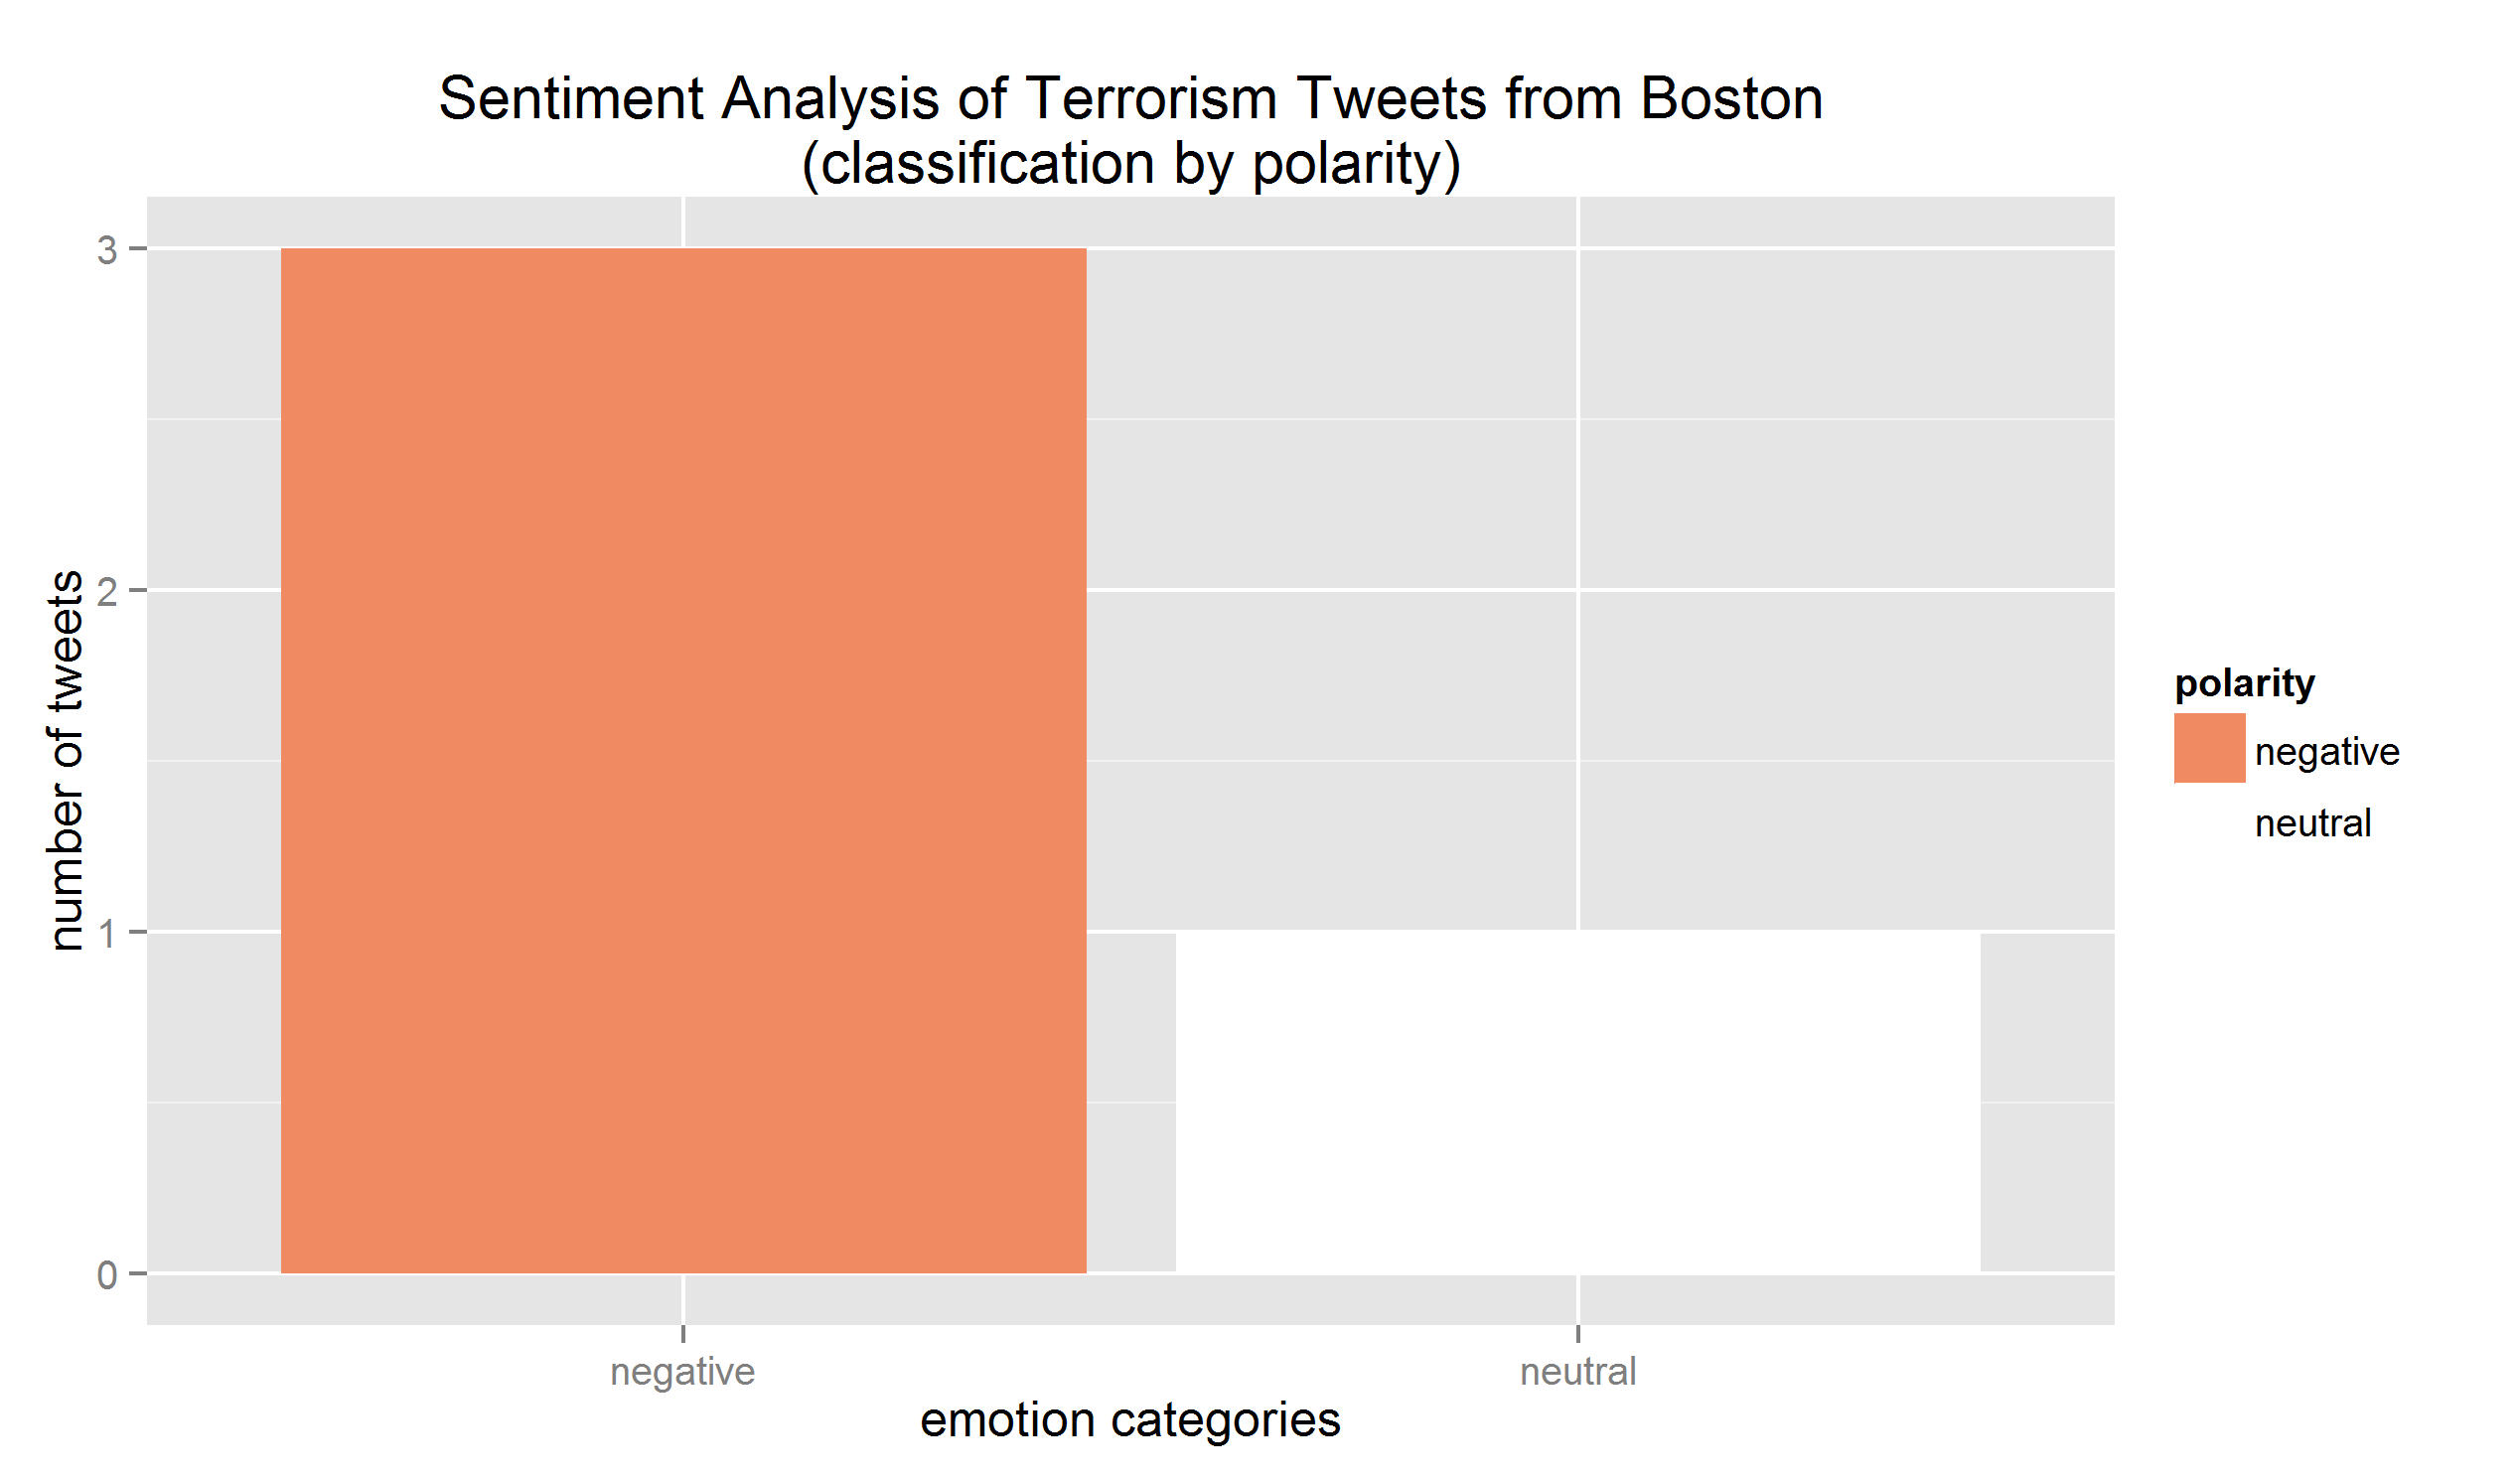 Sentiment Analysis of Terrorism Tweets from Boston
(classification by polarity)
3
2
1
0
number of tweets
negative
neutral
emotion categories
polarity
negative
neutral